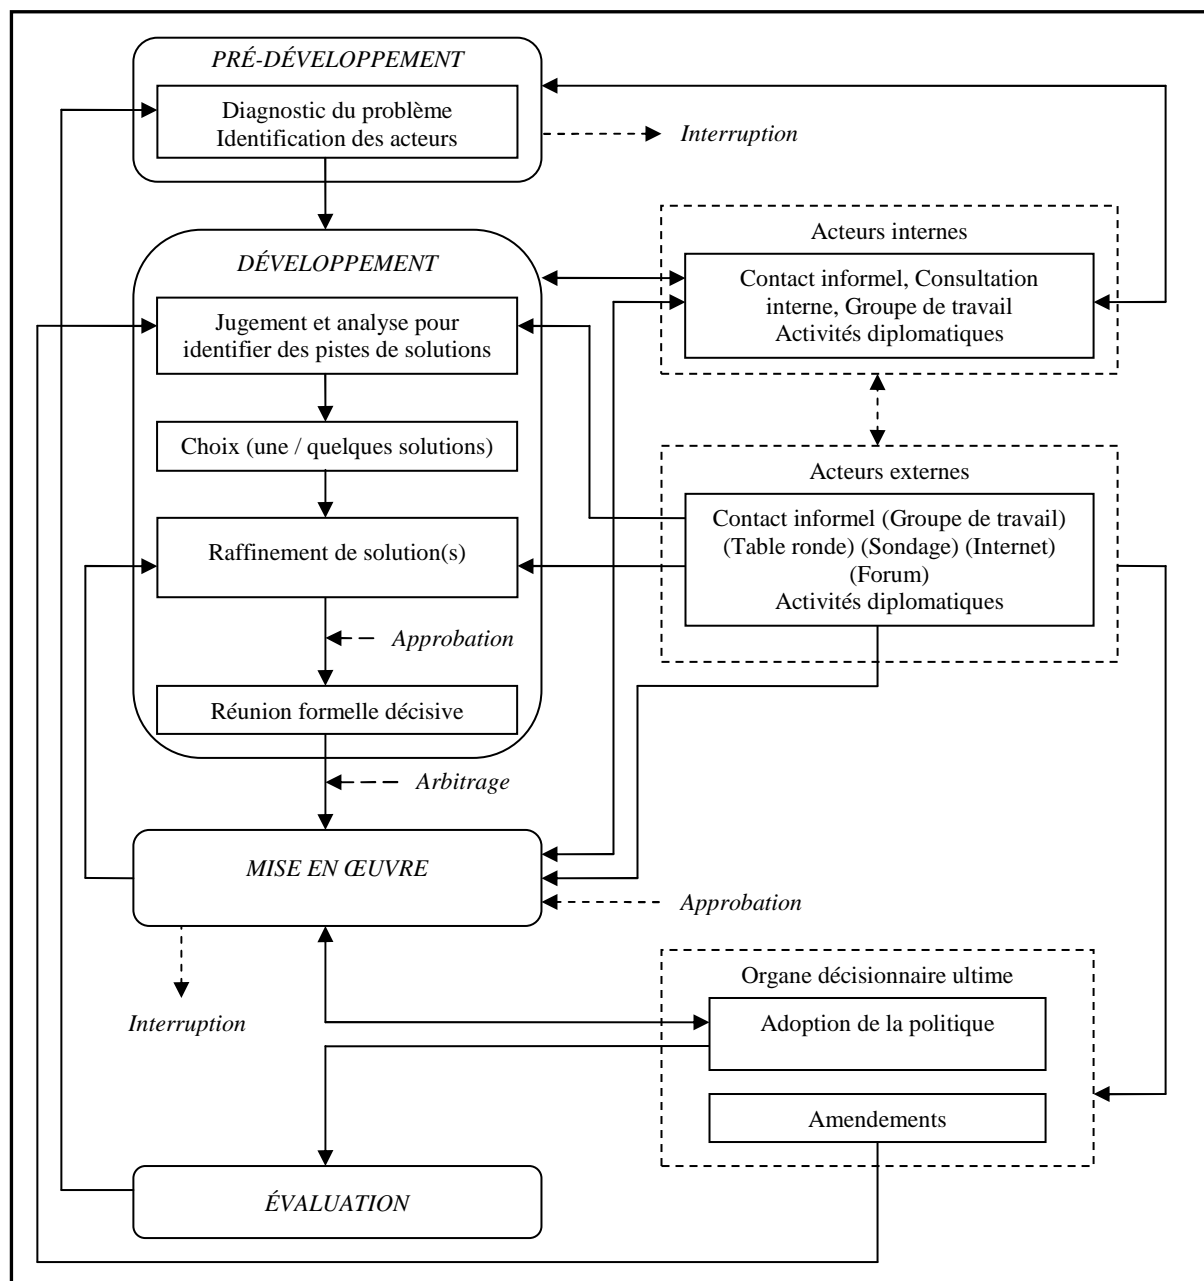 PRÉ-DÉVELOPPEMENT
Diagnostic du problème
Identification des acteurs
Interruption
Acteurs internes
Contact informel, Consultation
interne, Groupe de travail
Activités diplomatiques
DÉVELOPPEMENT
Jugement et analyse pour
identifier des pistes de solutions
Choix (une / quelques solutions)
Raffinement de solution(s)
Approbation
Réunion formelle décisive
Arbitrage
Acteurs externes
Contact informel (Groupe de travail)
(Table ronde) (Sondage) (Internet)
(Forum)
Activités diplomatiques
MISE EN ŒUVRE
Approbation
Interruption
Organe décisionnaire ultime
Adoption de la politique
Amendements
ÉVALUATION